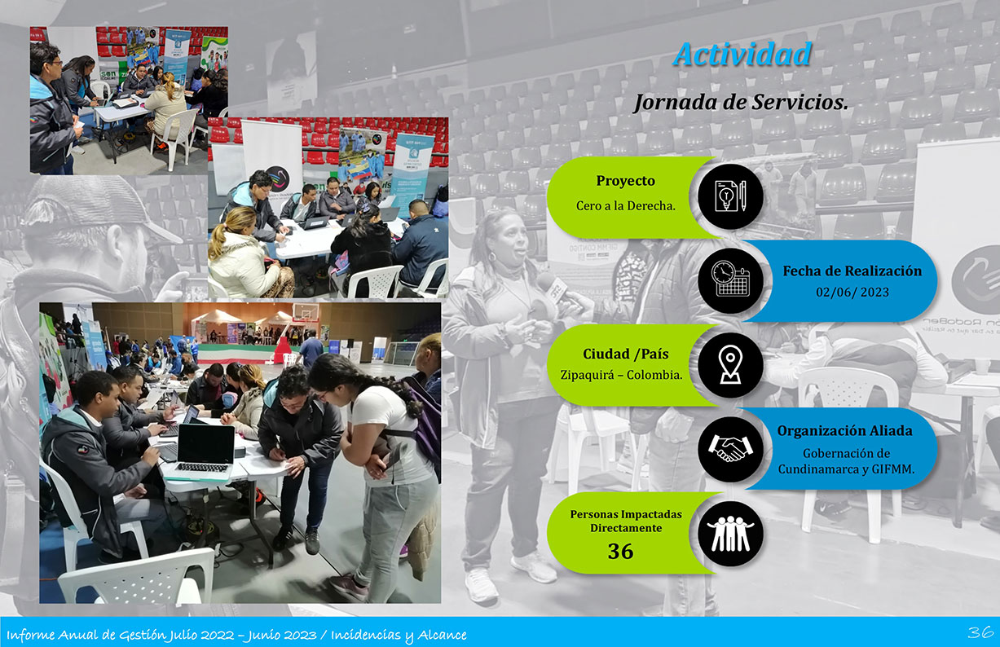 Actividad
Jornada de Servicios.
Proyecto
Cero a la Derecha.
Fecha de Realización
02/06/ 2023
Ciudad /País
Zipaquirá – Colombia.
Organización Aliada
Gobernación de
Cundinamarca y GIFMM.
Personas Impactadas
Directamente
36
Informe Anual de Gestión Julio 2022 – Junio 2023 / Incidencias y Alcance
36